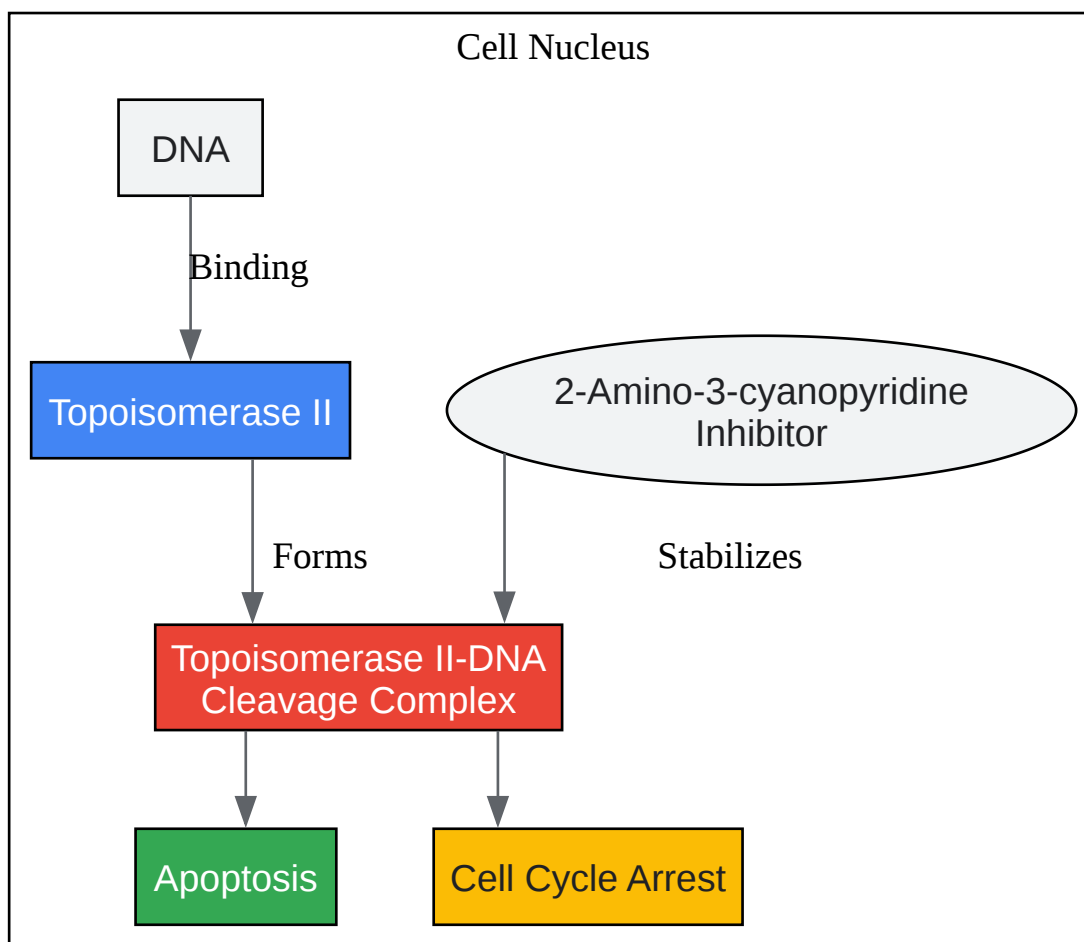 Cell Nucleus
DNA
Binding
Topoisomerase II
2-Amino-3-cyanopyridine
Inhibitor
Forms
Stabilizes
Topoisomerase II-DNA
Cleavage Complex
Apoptosis
Cell Cycle Arrest